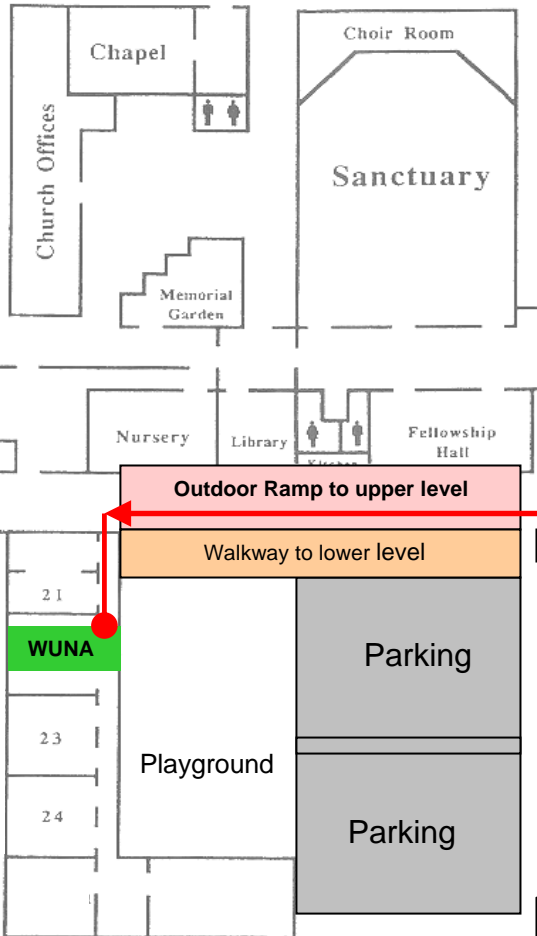 Choir Room
Chapel
Church Offices
Sanctuary
Memorial
Garden
Nursery
Library
Fellowship
Hall
Kitchen
Outdoor Ramp to upper level
Walkway to lower level
21
WUNA
Parking
23
Playground
24
Parking